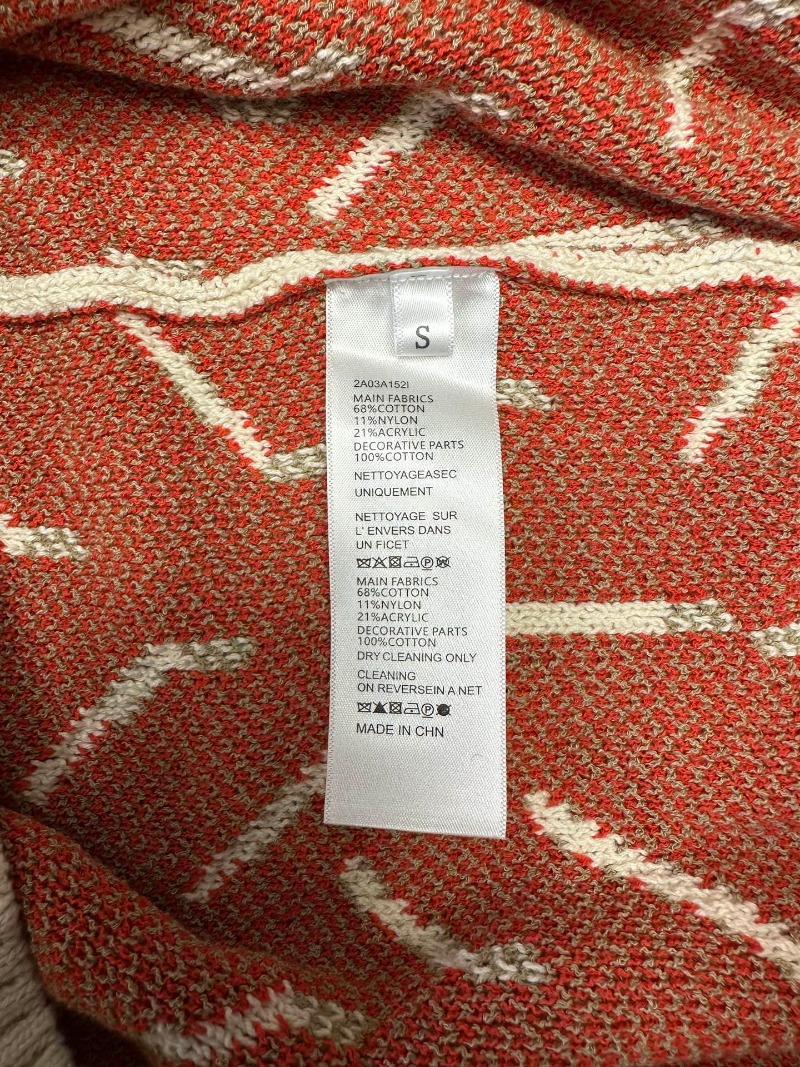 S
2A03A152I
MAIN FABRICS
68%COTTON
11%NYLON
21%ACRYLIC
DECORATIVE PARTS
100%COTTON
NETTOYAGEASEC
UNIQUEMENT
NETTOYAGE SUR
L' ENVERS DANS
UN FICET
MAIN FABRICS
68%COTTON
11%NYLON
21%ACRYLIC
DECORATIVE PARTS
100%COTTON
DRY CLEANING ONLY
CLEANING
ON REVERSEIN A NET
MADE IN CHN